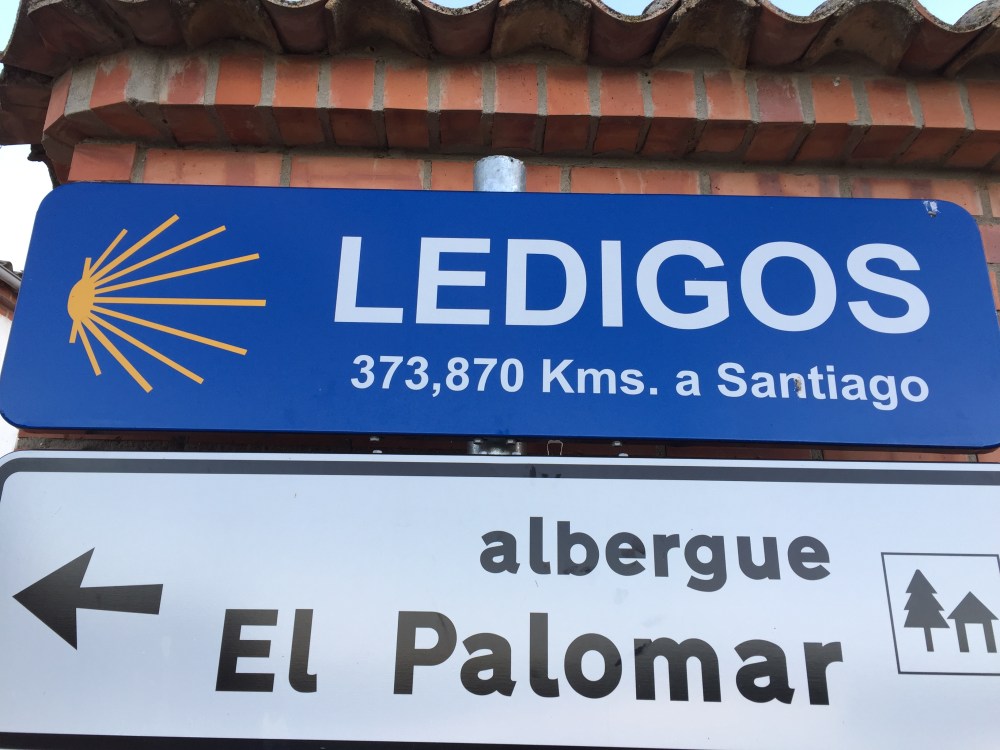 LEDIGOS
373,870 Kms. a Santiago
albergue
El Palomar